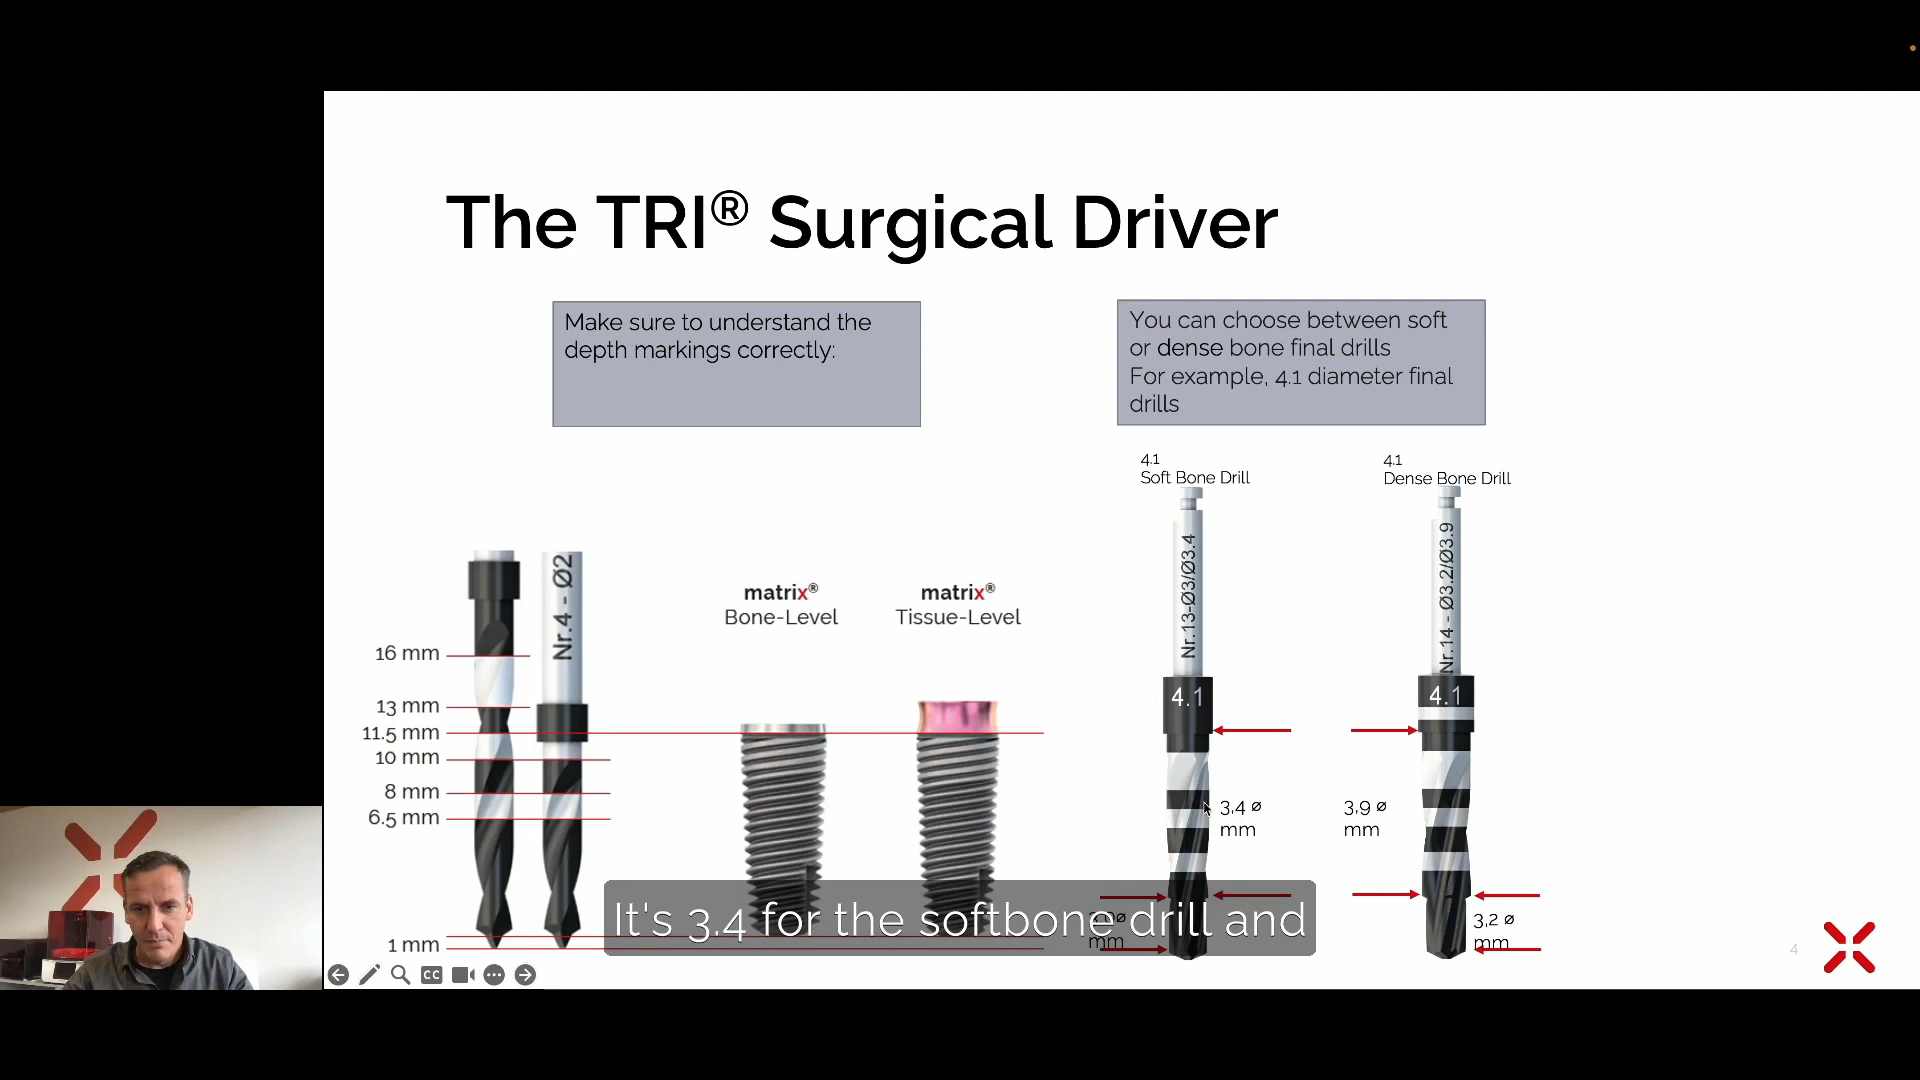 The TRI® Surgical Driver
Make sure to understand the
depth markings correctly:
You can choose between soft
or dense bone final drills
For example, 4.1 diameter final
drills
4.1
Soft Bone Drill
4.1
Dense Bone Drill
Nr.4 - Ø2
matrix®
Bone-Level
matrix®
Tissue-Level
Nr.13-Ø3/Ø3.4
Nr.14 - Ø3.2/Ø3.9
16 mm
13 mm
11.5 mm
10 mm
8 mm
6.5 mm
1 mm
4.1
4.1
3,4 ø
mm
3,9 ø
mm
3,0ø
mm
3,2 ø
mm
It's 3.4 for the softbone drill and
CC
4